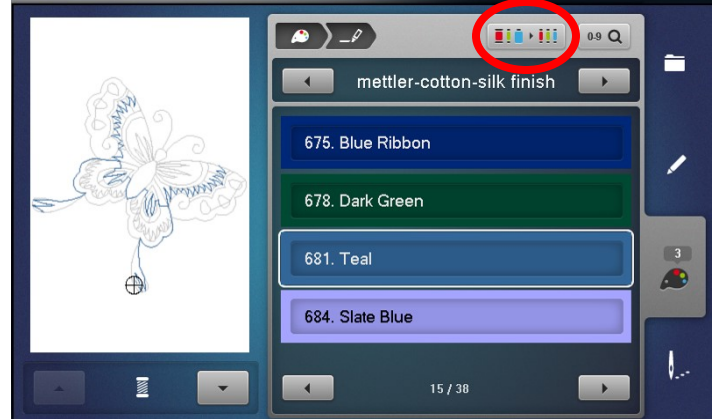 0-9
mettler-cotton-silk finish
675. Blue Ribbon
678. Dark Green
681. Teal
3
684. Slate Blue
15 / 38